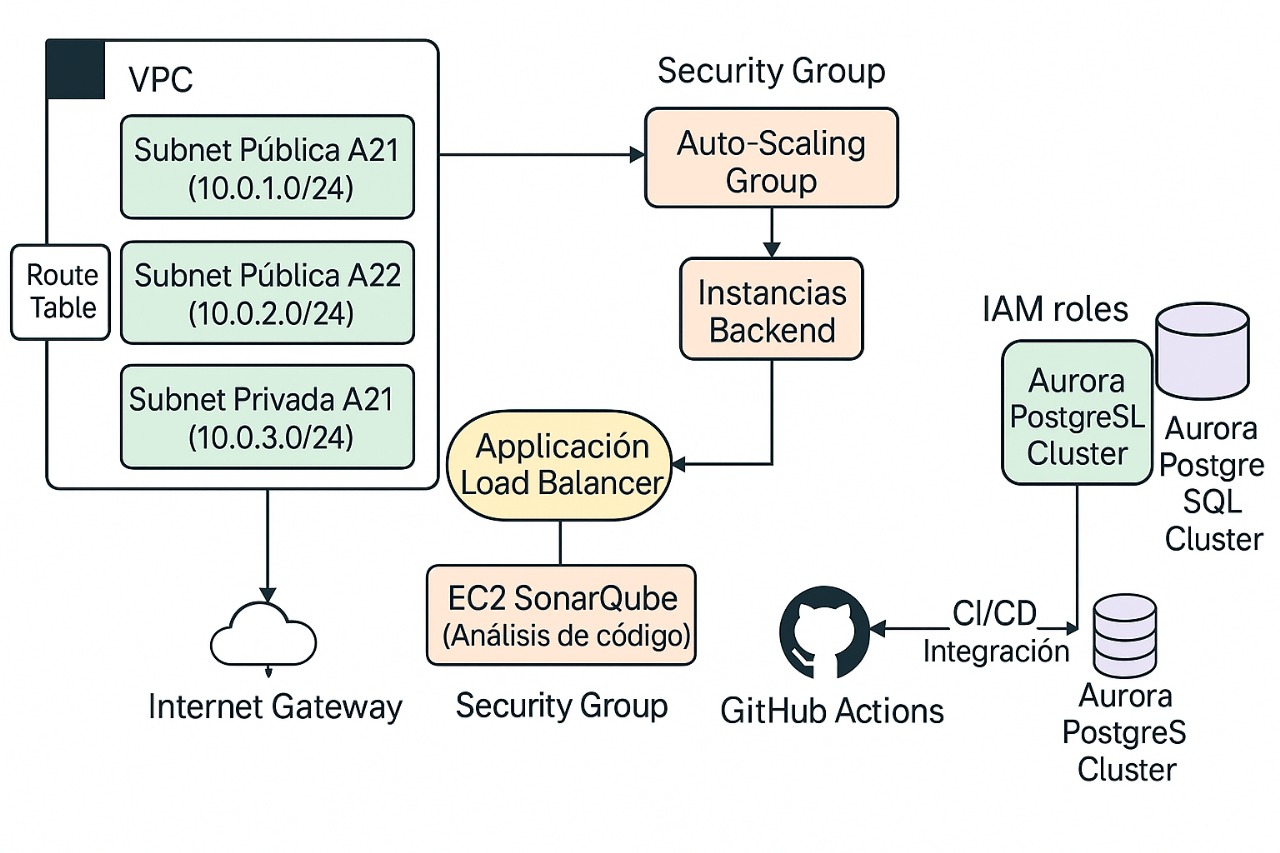 VPC
Subnet Pública A21
(10.0.1.0/24)
Subnet Pública A22
(10.0.2.0/24)
Subnet Privada A21
(10.0.3.0/24)
Route
Table
Internet Gateway
Security Group
Auto-Scaling
Group
Instancias
Backend
Applicación
Load Balancer
EC2 SonarQube
(Análisis de código)
Security Group
IAM roles
Aurora
PostgreSL
Cluster
Aurora
Postgre
SQL
Cluster
CI/CD
Integración
GitHub Actions
Aurora
PostgreS
Cluster